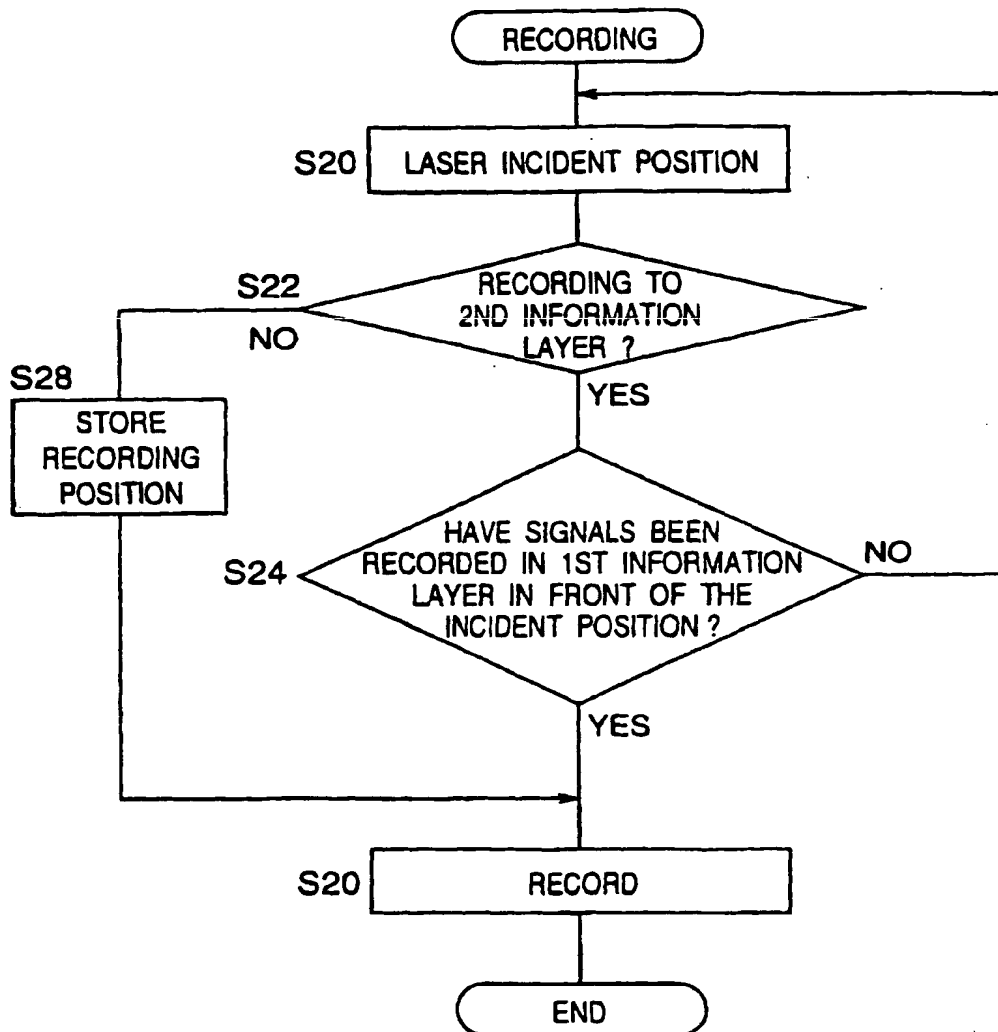 RECORDING
S20
LASER INCIDENT POSITION
S22
RECORDING TO
2ND INFORMATION
LAYER ?
NO
YES
S28
STORE
RECORDING
POSITION
S24
HAVE SIGNALS BEEN
RECORDED IN 1ST INFORMATION
LAYER IN FRONT OF THE
INCIDENT POSITION ?
NO
YES
S20
RECORD
END